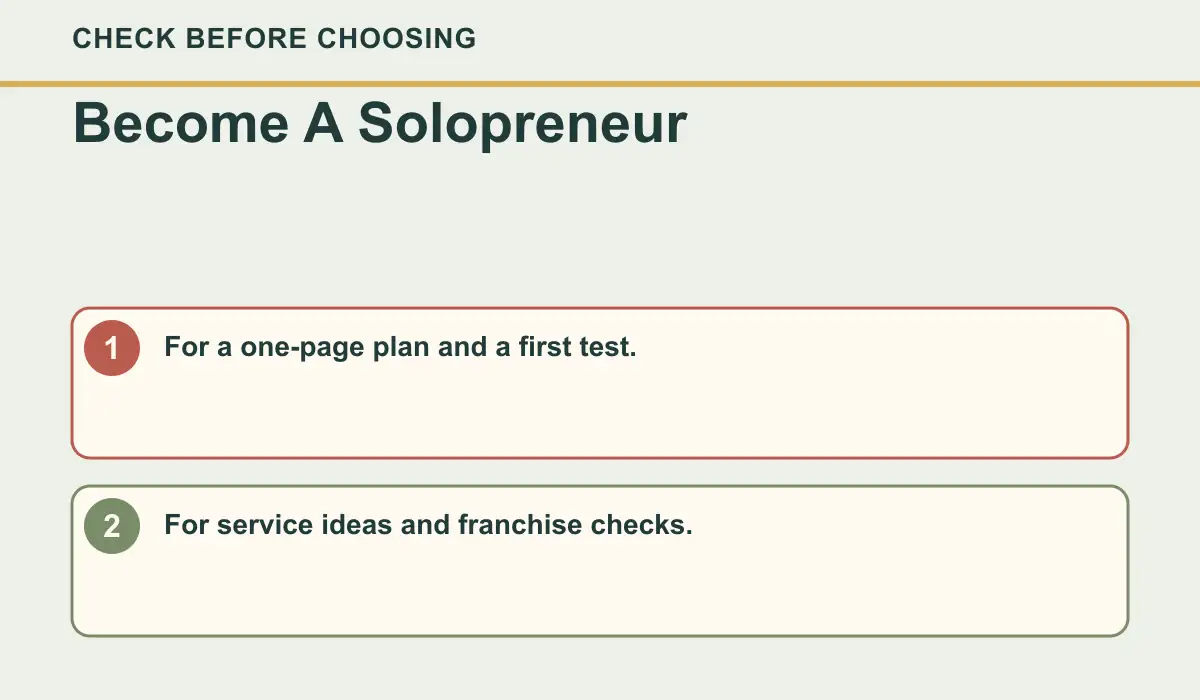 CHECK BEFORE CHOOSING
Become A Solopreneur
1
For a one-page plan and a first test.
2
For service ideas and franchise checks.